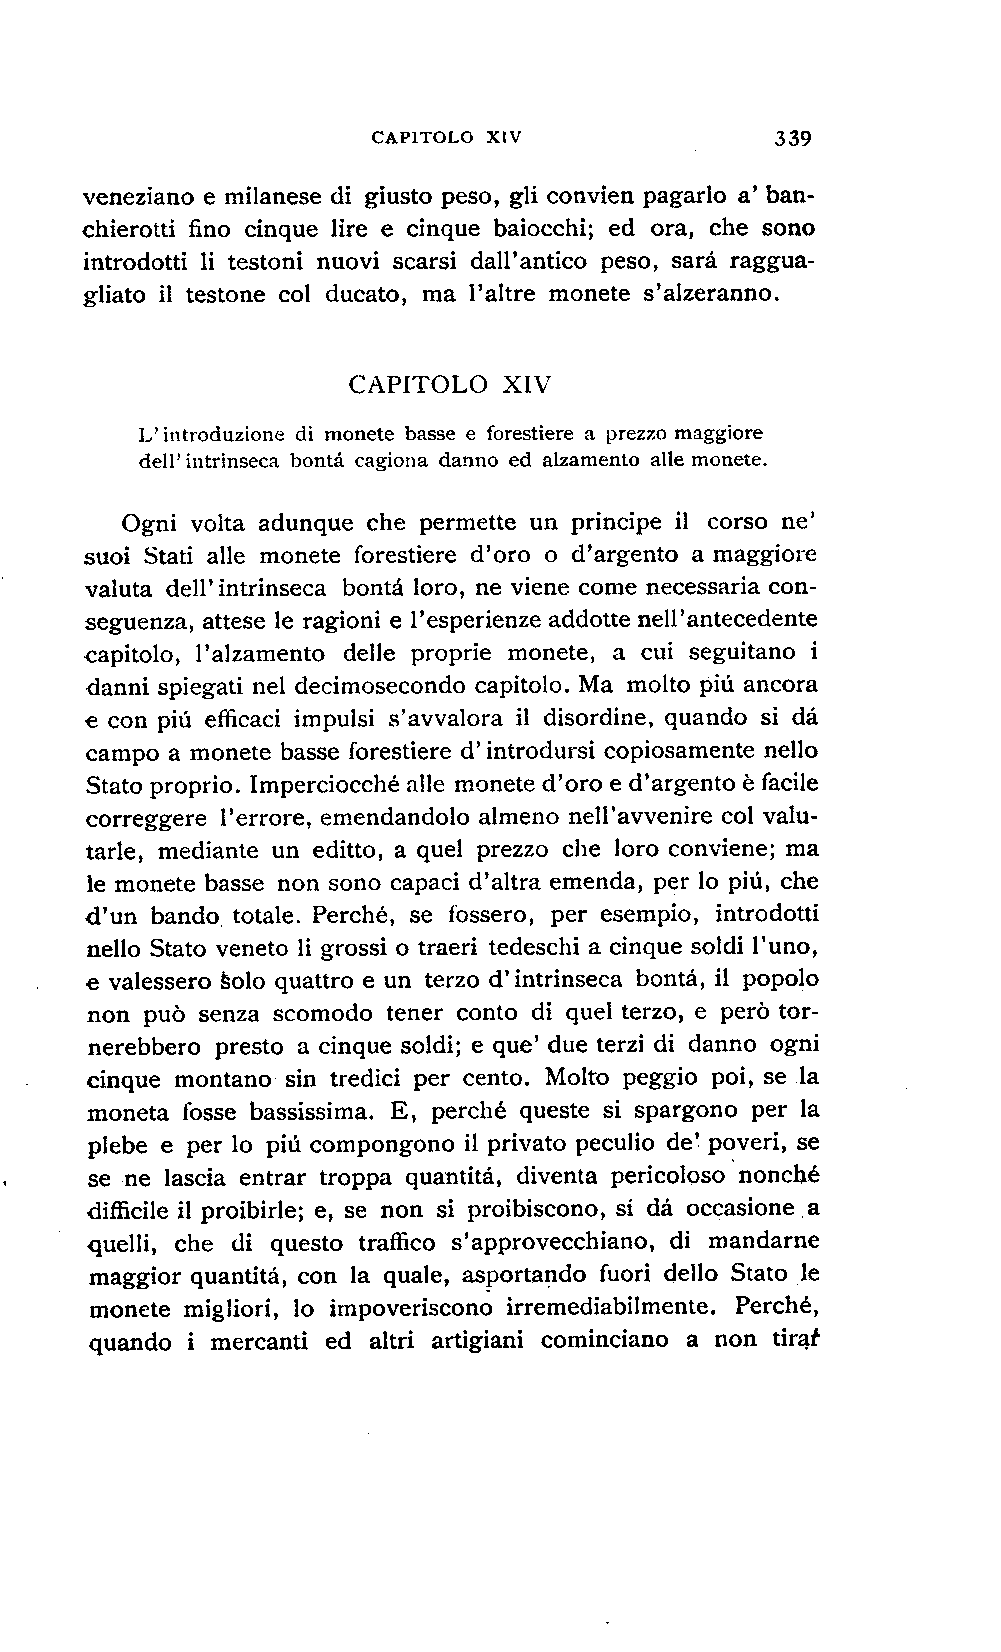 CAPITOLO XIV 339
veneziano e milanese di giusto peso, gli convien pagarlo a' ban-
chierotti fino cinque lire e cinque baiocchi; ed ora, che sono
introdotti li testoni nuovi scarsi dall'antico peso, sará raggua-
gliato il testone col ducato, ma l'altre monete s'alzeranno.
CAPITOLO XIV
L'introduzione di monete basse e forestiere a prezzo maggiore
dell'intrinseca bontá cagiona danno ed alzamento alle monete.
Ogni volta adunque che permette un principe il corso ne'
suoi Stati alle monete forestiere d'oro o d'argento a maggiore
valuta dell'intrinseca bontá loro, ne viene come necessaria con-
seguenza, attese le ragioni e l'esperienze addotte nell'antecedente
capitolo, l'alzamento delle proprie monete, a cui seguitano i
danni spiegati nel decimosecondo capitolo. Ma molto piú ancora
e con piú efficaci impulsi s'avvalora il disordine, quando si dá
campo a monete basse forestiere d'introdursi copiosamente nello
Stato proprio. Imperciocché alle monete d'oro e d'argento è facile
correggere l'errore, emendandolo almeno nell'avvenire col valu-
tarle, mediante un editto, a quel prezzo che loro conviene; ma
le monete basse non sono capaci d'altra emenda, per lo piú, che
d'un bando totale. Perché, se fossero, per esempio, introdotti
nello Stato veneto li grossi o traeri tedeschi a cinque soldi l'uno,
e valessero solo quattro e un terzo d'intrinseca bontá, il popolo
non può senza scomodo tener conto di quel terzo, e però tor-
nerebbero presto a cinque soldi; e que' due terzi di danno ogni
cinque montano sin tredici per cento. Molto peggio poi, se la
moneta fosse bassissima. E, perché queste si spargono per la
plebe e per lo piú compongono il privato peculio de' poveri, se
se ne lascia entrar troppa quantitá, diventa pericoloso nonché
difficile il proibirle; e, se non si proibiscono, si dá occasione a
quelli, che di questo traffico s'approvecchiano, di mandarne
maggior quantitá, con la quale, asportando fuori dello Stato le
monete migliori, lo impoveriscono irremediabilmente. Perché,
quando i mercanti ed altri artigiani cominciano a non tirar